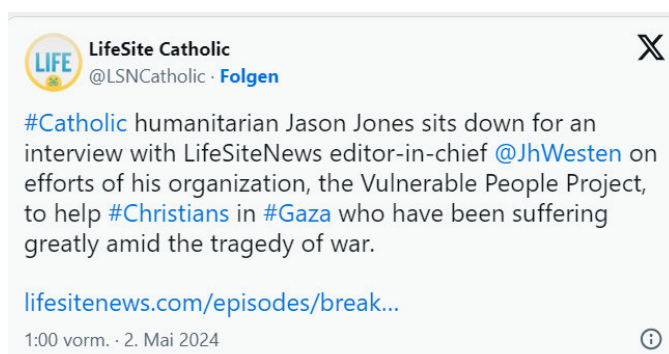 LIFE
LifeSite Catholic
@LSNCatholic · Folgen
#Catholic humanitarian Jason Jones sits down for an
interview with LifeSiteNews editor-in-chief @JhWesten on
efforts of his organization, the Vulnerable People Project,
to help #Christians in #Gaza who have been suffering
greatly amid the tragedy of war.
lifesitenews.com/episodes/break...
1:00 vorm. · 2. Mai 2024